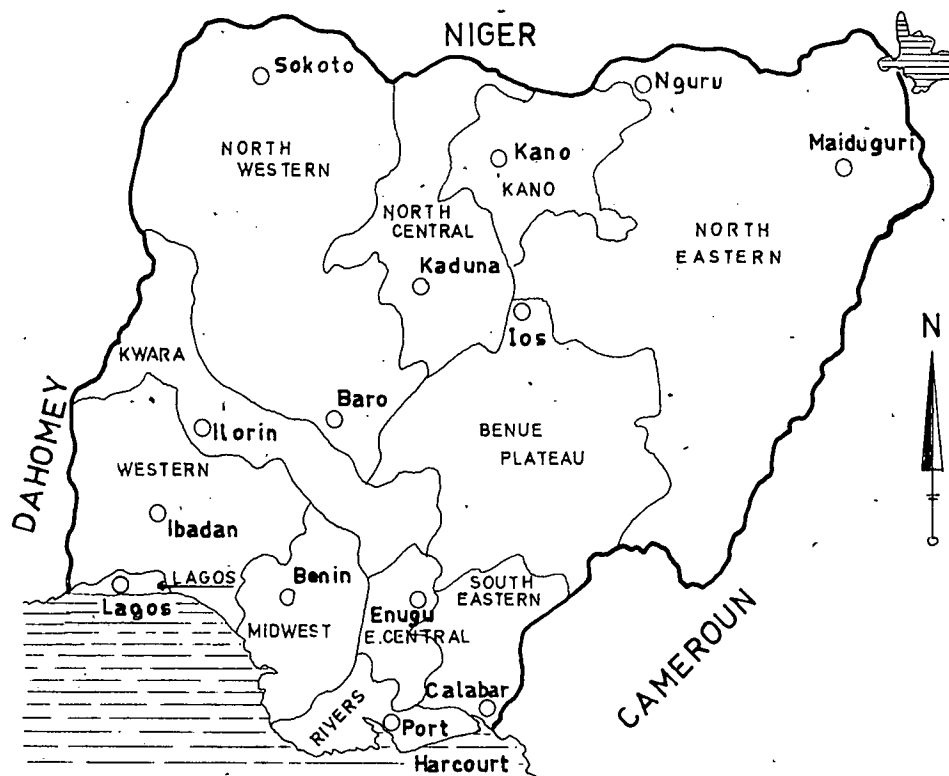 NIGER
Sokoto
Nguru
NORTH
WESTERN
Kano
KANO
Maiduguri
NORTH
CENTRAL
Kaduna
NORTH
EASTERN
N
Ios
KWARA
DAHOMEY
Baro
Ilorin
BENUE
PLATEAU
WESTERN
Ibadan
LAGOS
Lagos
Benin
MIDWEST
SOUTH
EASTERN
Enugu
E.CENTRAL
CAMEROUN
Calabar
RIVERS
Port
Harcourt